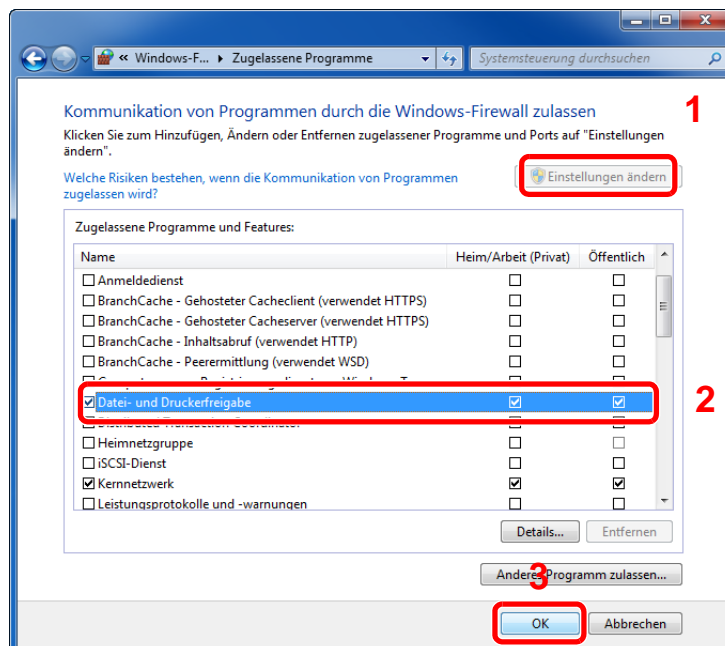 « Windows-F... Zugelassene Programme
Systemsteuerung durchsuchen
Kommunikation von Programmen durch die Windows-Firewall zulassen
1
Klicken Sie zum Hinzufügen, Ändern oder Entfernen zugelassener Programme und Ports auf "Einstellungen
ändern".
Welche Risiken bestehen, wenn die Kommunikation von Programmen
zugelassen wird?
Einstellungen ändern
Zugelassene Programme und Features:
Name Heim/Arbeit (Privat) Öffentlich
Anmeldedienst
BranchCache - Gehosteter Cacheclient (verwendet HTTPS)
BranchCache - Gehosteter Cacheserver (verwendet HTTPS)
BranchCache - Inhaltsabruf (verwendet HTTP)
BranchCache - Peerermittlung (verwendet WSD)
Datei- und Druckerfreigabe
2
Distributed Transaction Coordinator
Heimnetzgruppe
iSCSI-Dienst
Kernnetzwerk
Leistungsprotokolle und -warnungen
Details... Entfernen
Anderes Programm zulassen...
3
OK Abbrechen